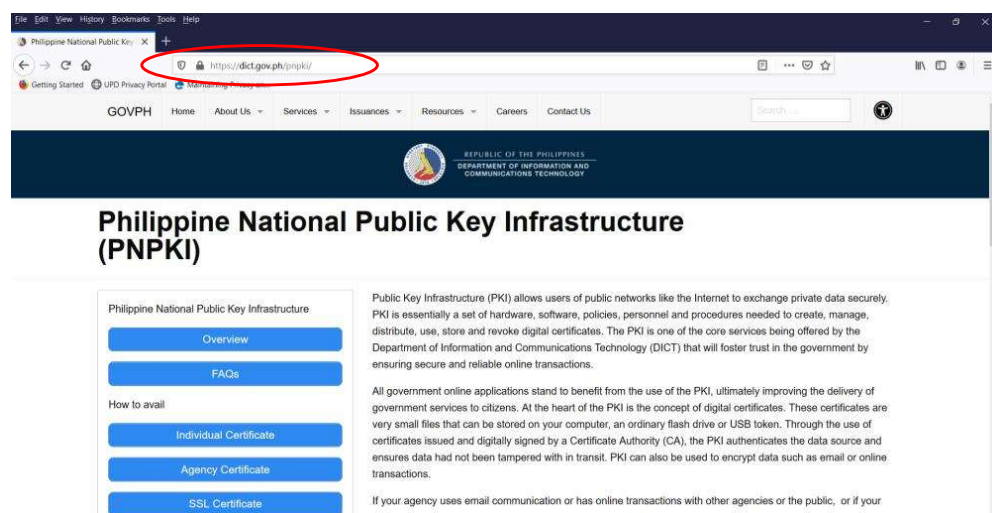 File Edit View History Bookmarks Tools Help
Philippine National Public Key
https://dict.gov.ph/pnpki/
Getting Started UPD Privacy Portal Maintaining Privacy an...
GOVPH Home About Us Services Issuances Resources Careers Contact Us Search ...
REPUBLIC OF THE PHILIPPINES
DEPARTMENT OF INFORMATION AND
COMMUNICATIONS TECHNOLOGY
Philippine National Public Key Infrastructure
(PNPKI)
Philippine National Public Key Infrastructure
Overview
FAQs
How to avail
Individual Certificate
Agency Certificate
SSL Certificate
Public Key Infrastructure (PKI) allows users of public networks like the Internet to exchange private data securely.
PKI is essentially a set of hardware, software, policies, personnel and procedures needed to create, manage,
distribute, use, store and revoke digital certificates. The PKI is one of the core services being offered by the
Department of Information and Communications Technology (DICT) that will foster trust in the government by
ensuring secure and reliable online transactions.
All government online applications stand to benefit from the use of the PKI, ultimately improving the delivery of
government services to citizens. At the heart of the PKI is the concept of digital certificates. These certificates are
very small files that can be stored on your computer, an ordinary flash drive or USB token. Through the use of
certificates issued and digitally signed by a Certificate Authority (CA), the PKI authenticates the data source and
ensures data had not been tampered with in transit. PKI can also be used to encrypt data such as email or online
transactions.
If your agency uses email communication or has online transactions with other agencies or the public, or if your